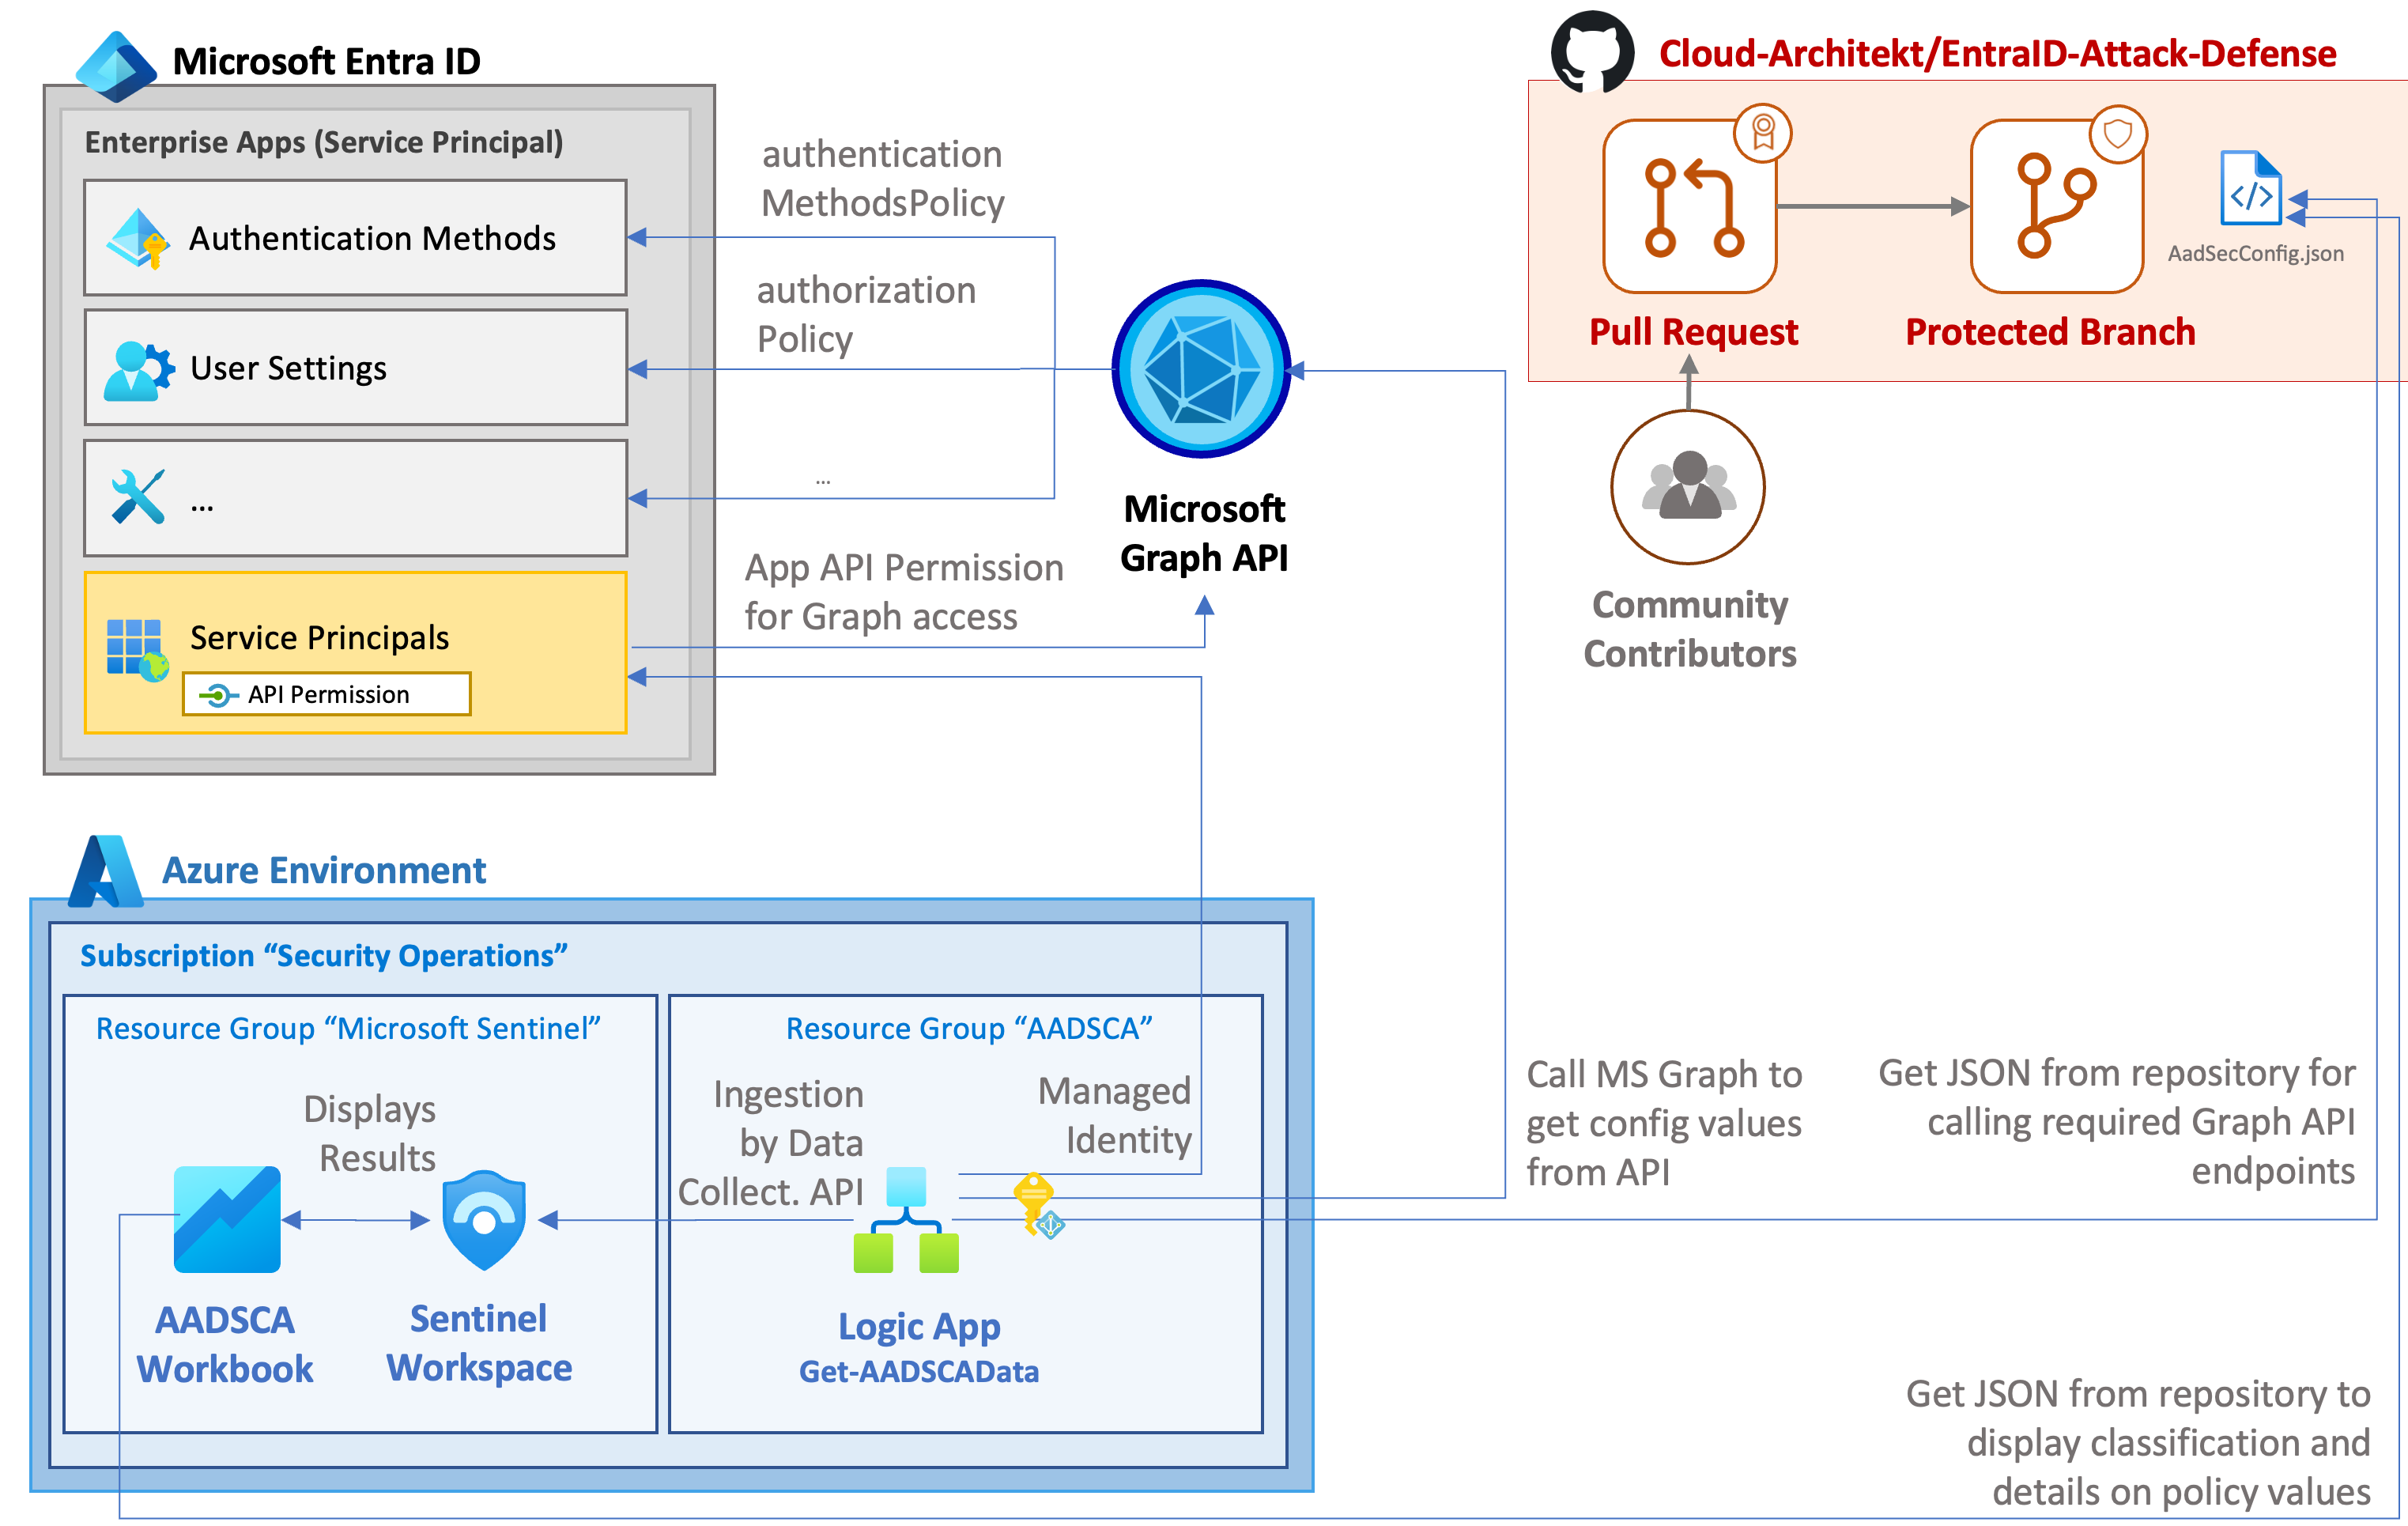 Microsoft Entra ID
Enterprise Apps (Service Principal)
Authentication Methods
User Settings
...
Service Principals
API Permission
authentication
MethodsPolicy
authorization
Policy
...
App API Permission
for Graph access
Microsoft
Graph API
Cloud-Architekt/EntraID-Attack-Defense
Pull Request
Protected Branch
AadSecConfig.json
Community
Contributors
Azure Environment
Subscription “Security Operations”
Resource Group “Microsoft Sentinel”
Displays
Results
AADSCA
Workbook
Sentinel
Workspace
Resource Group “AADSCA”
Ingestion
by Data
Collect. API
Managed
Identity
Logic App
Get-AADSCAData
Call MS Graph to
get config values
from API
Get JSON from repository for
calling required Graph API
endpoints
Get JSON from repository to
display classification and
details on policy values